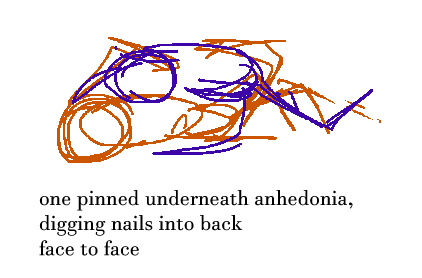 one pinned underneath anhedonia,
digging nails into back
face to face